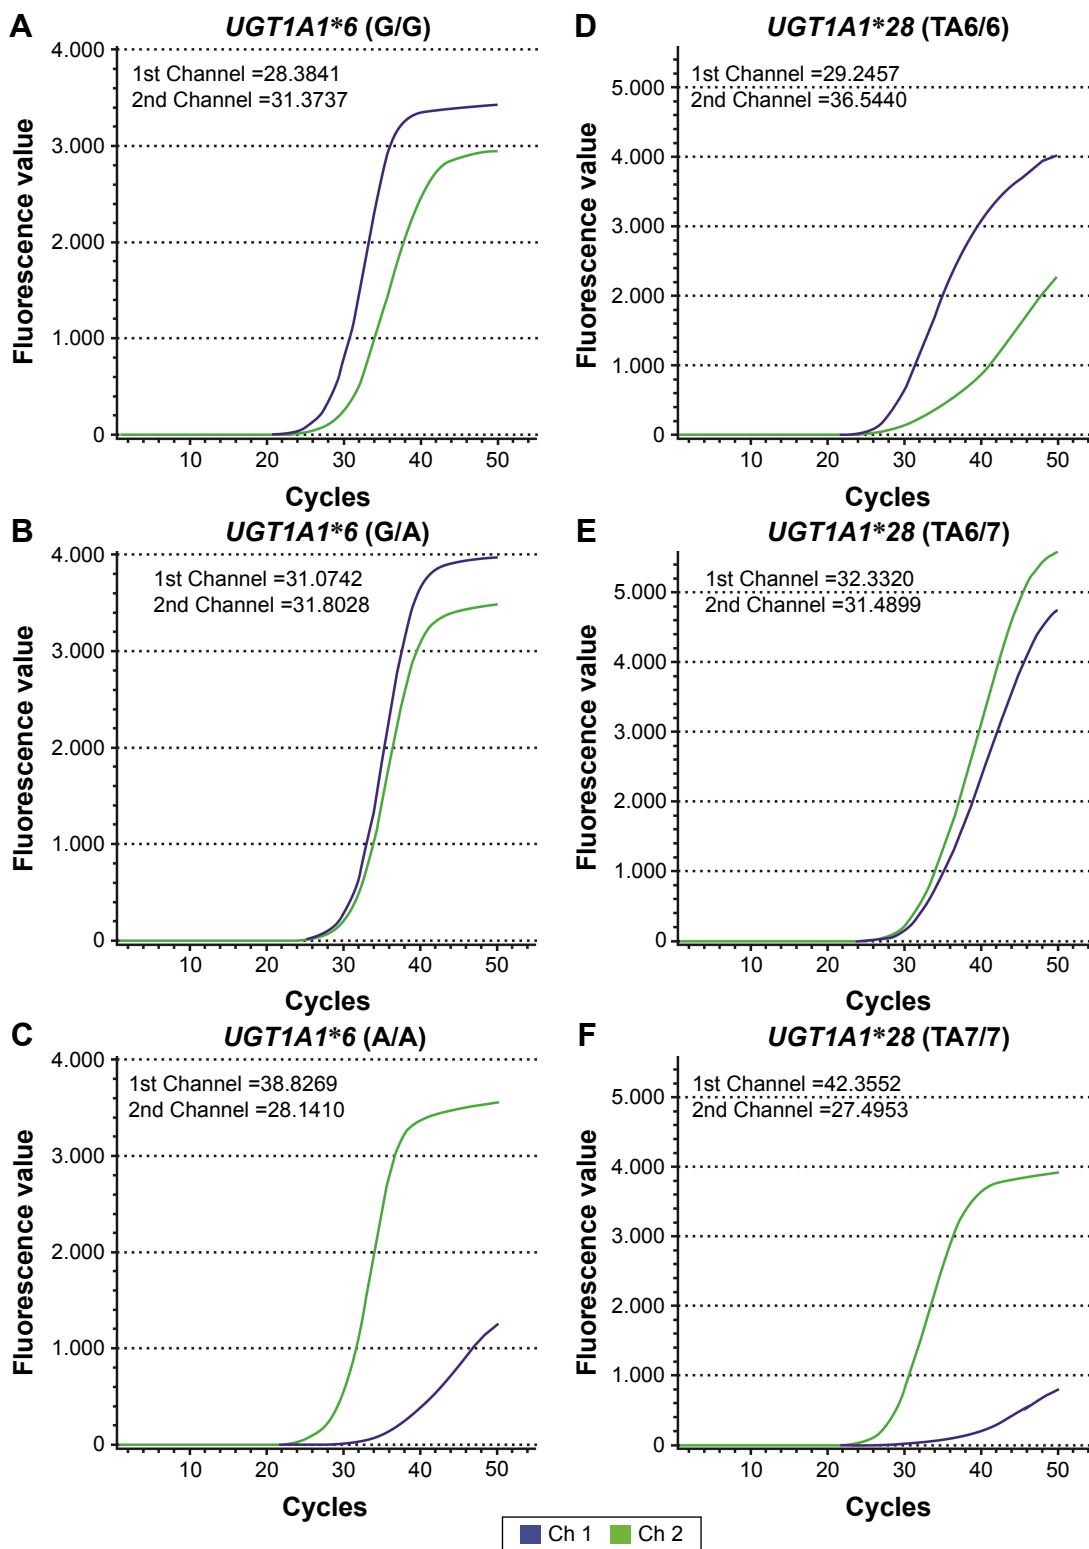 A
UGT1A1*6 (G/G)
1st Channel =28.3841
2nd Channel =31.3737
Fluorescence value
4.000
3.000
2.000
1.000
0
10 20 30 40 50
Cycles
D
UGT1A1*28 (TA6/6)
1st Channel =29.2457
2nd Channel =36.5440
Fluorescence value
5.000
4.000
3.000
2.000
1.000
0
10 20 30 40 50
Cycles
B
UGT1A1*6 (G/A)
1st Channel =31.0742
2nd Channel =31.8028
Fluorescence value
4.000
3.000
2.000
1.000
0
10 20 30 40 50
Cycles
E
UGT1A1*28 (TA6/7)
1st Channel =32.3320
2nd Channel =31.4899
Fluorescence value
5.000
4.000
3.000
2.000
1.000
0
10 20 30 40 50
Cycles
C
UGT1A1*6 (A/A)
1st Channel =38.8269
2nd Channel =28.1410
Fluorescence value
4.000
3.000
2.000
1.000
0
10 20 30 40 50
Cycles
F
UGT1A1*28 (TA7/7)
1st Channel =42.3552
2nd Channel =27.4953
Fluorescence value
5.000
4.000
3.000
2.000
1.000
0
10 20 30 40 50
Cycles
Ch 1 Ch 2